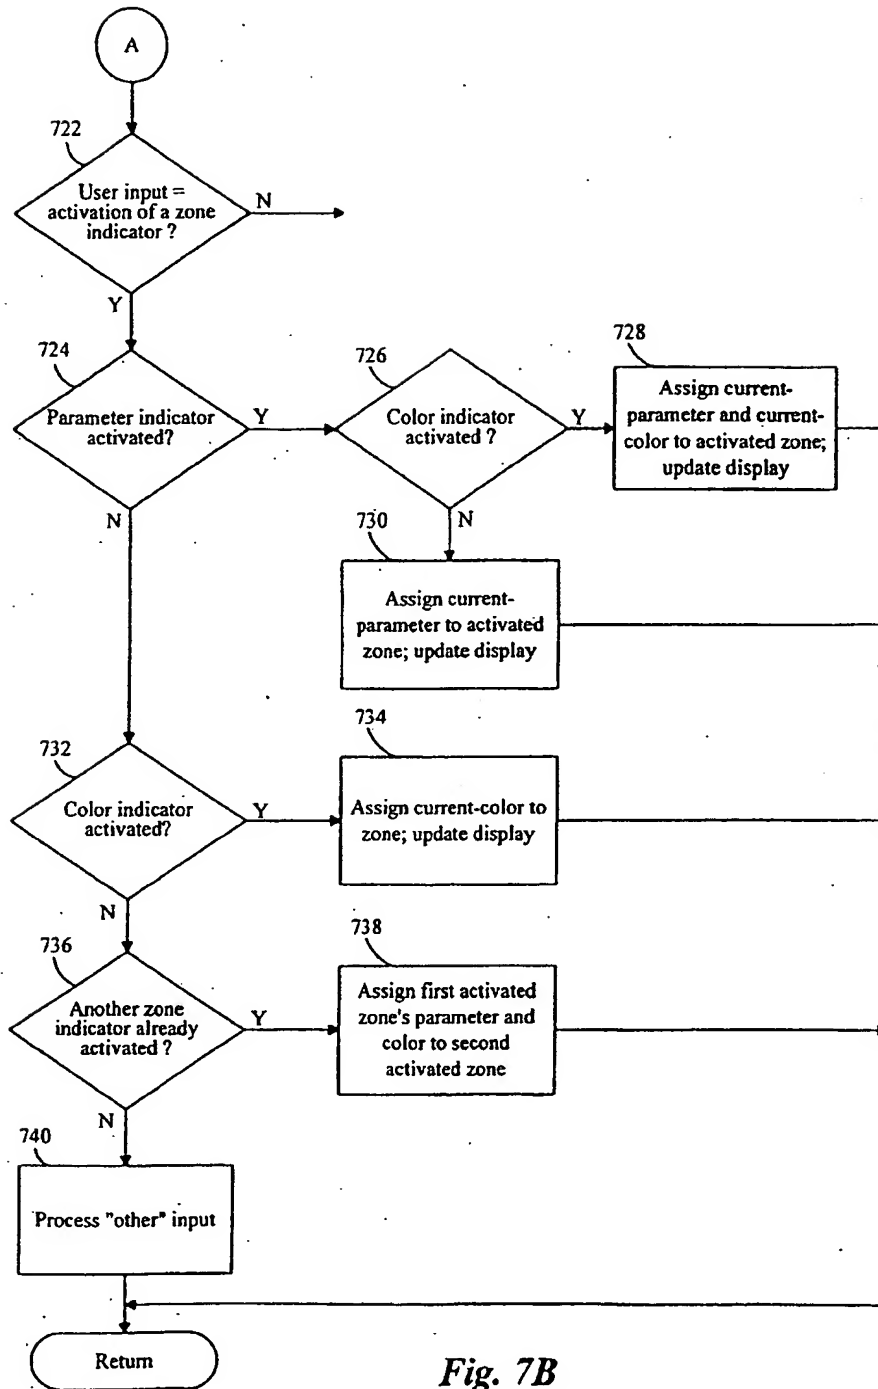 A
722
User input =
activation of a zone
indicator ?
N
Y
724
Parameter indicator
activated?
Y
N
726
Color indicator
activated ?
Y
N
728
Assign current-
parameter and current-
color to activated zone;
update display
730
Assign current-
parameter to activated
zone; update display
732
Color indicator
activated?
Y
N
734
Assign current-color to
zone; update display
736
Another zone
indicator already
activated ?
Y
N
738
Assign first activated
zone's parameter and
color to second
activated zone
740
Process "other" input
Return
Fig. 7B